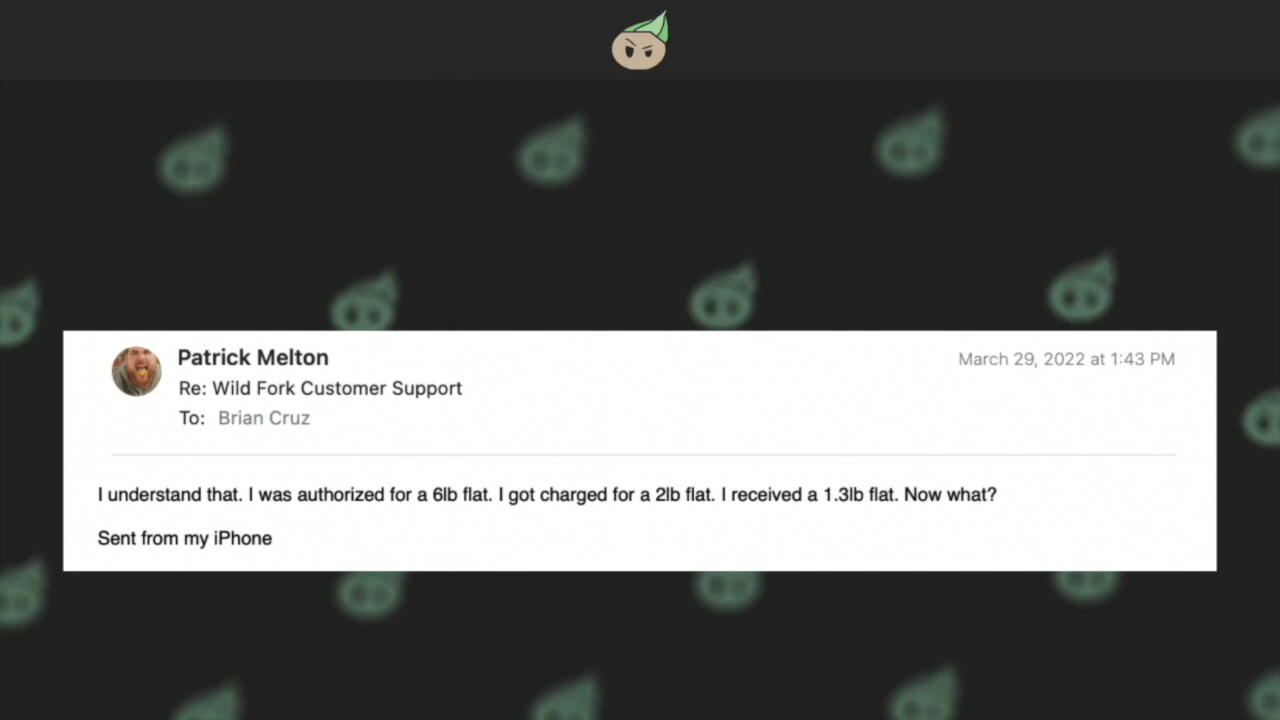 Patrick Melton
March 29, 2022 at 1:43 PM
Re: Wild Fork Customer Support
To: Brian Cruz
I understand that. I was authorized for a 6lb flat. I got charged for a 2lb flat. I received a 1.3lb flat. Now what?
Sent from my iPhone